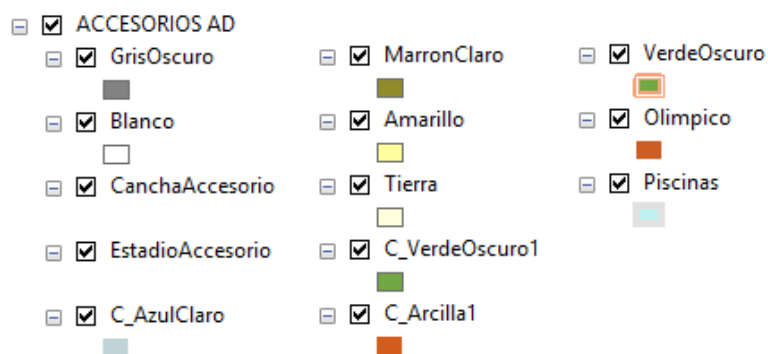 ACCESORIOS AD
GrisOscuro
Blanco
CanchaAccesorio
EstadioAccesorio
C_AzulClaro
MarronClaro
Amarillo
Tierra
C_VerdeOscuro1
C_Arcilla1
VerdeOscuro
Olimpico
Piscinas